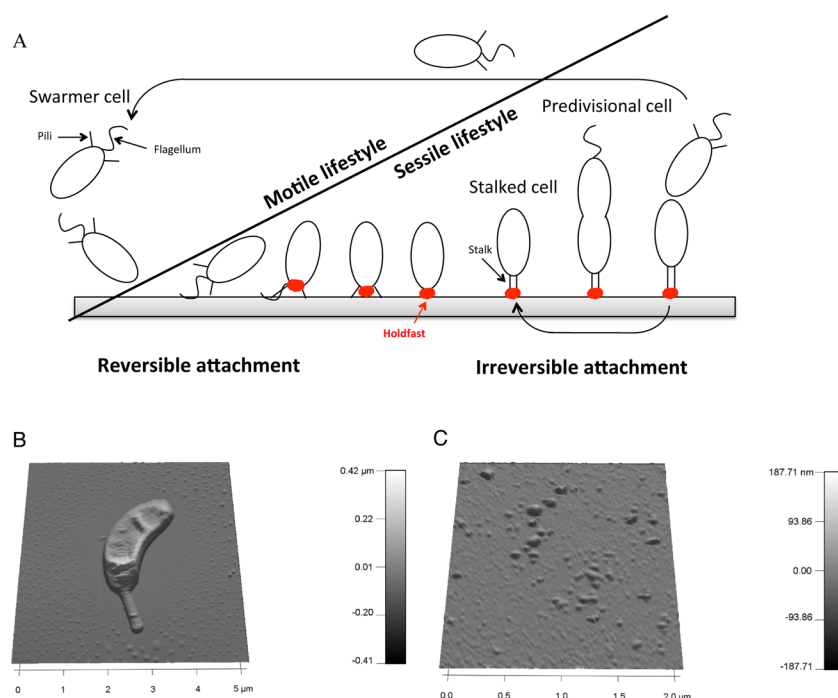 A
Swarmer cell
Pili
Flagellum
Motile lifestyle
Sessile lifestyle
Predivisional cell
Stalked cell
Stalk
Holdfast
Reversible attachment
Irreversible attachment
B
0.42 µm
0.22
0.01
-0.20
-0.41
0 1 2 3 4 5 µm
C
187.71 nm
93.86
0.00
-93.86
-187.71
0.0 0.5 1.0 1.5 2.0 µm